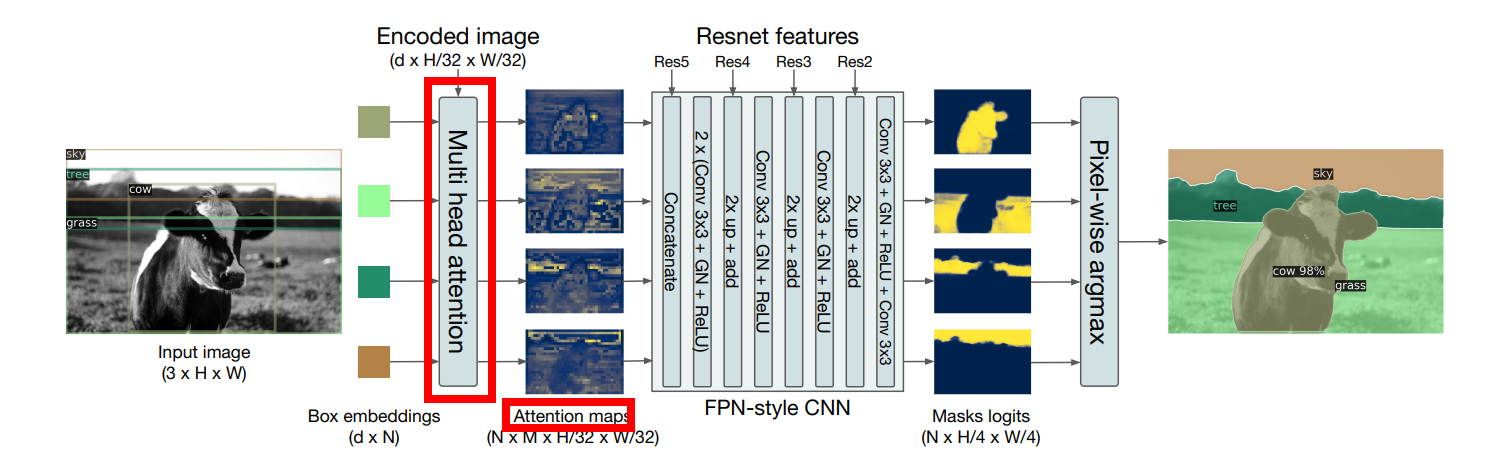 Encoded image
(d x H/32 x W/32)
Resnet features
Res5
Res4
Res3
Res2
sky
tree
cow
grass
Input image
(3 x H x W)
Box embeddings
(d x N)
Multi head attention
Attention maps
(N x M x H/32 x W/32)
Concatenate
2 x (Conv 3x3 + GN + ReLU)
2x up + add
Conv 3x3 + GN + ReLU
2x up + add
Conv 3x3 + GN + ReLU
2x up + add
Conv 3x3 + GN + ReLU + Conv 3x3
FPN-style CNN
Masks logits
(N x H/4 x W/4)
Pixel-wise argmax
sky
tree
cow 98%
grass